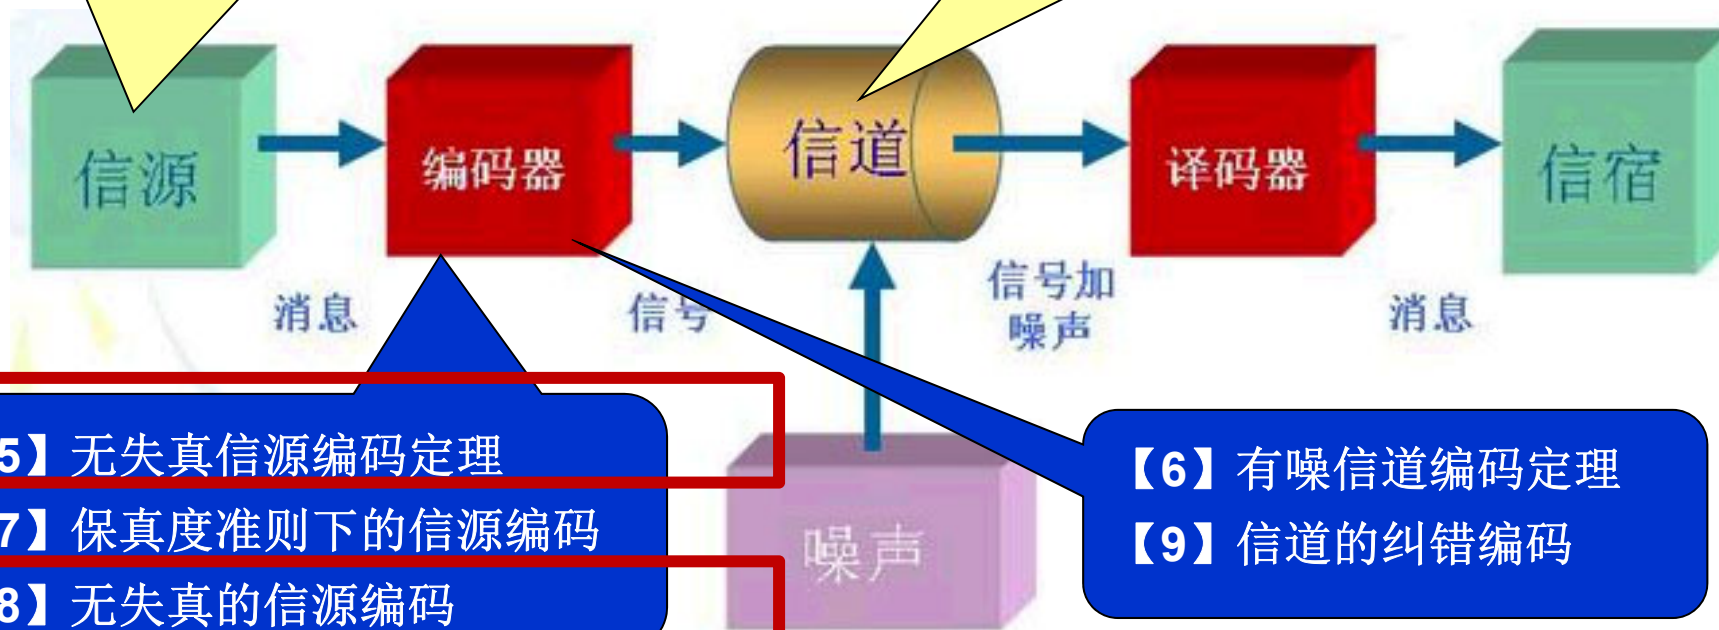 信源
编码器
信道
译码器
信宿
消息
信号
信号加
噪声
消息
5】无失真信源编码定理
7】保真度准则下的信源编码
8】无失真的信源编码
噪声
【6】有噪信道编码定理
【9】信道的纠错编码